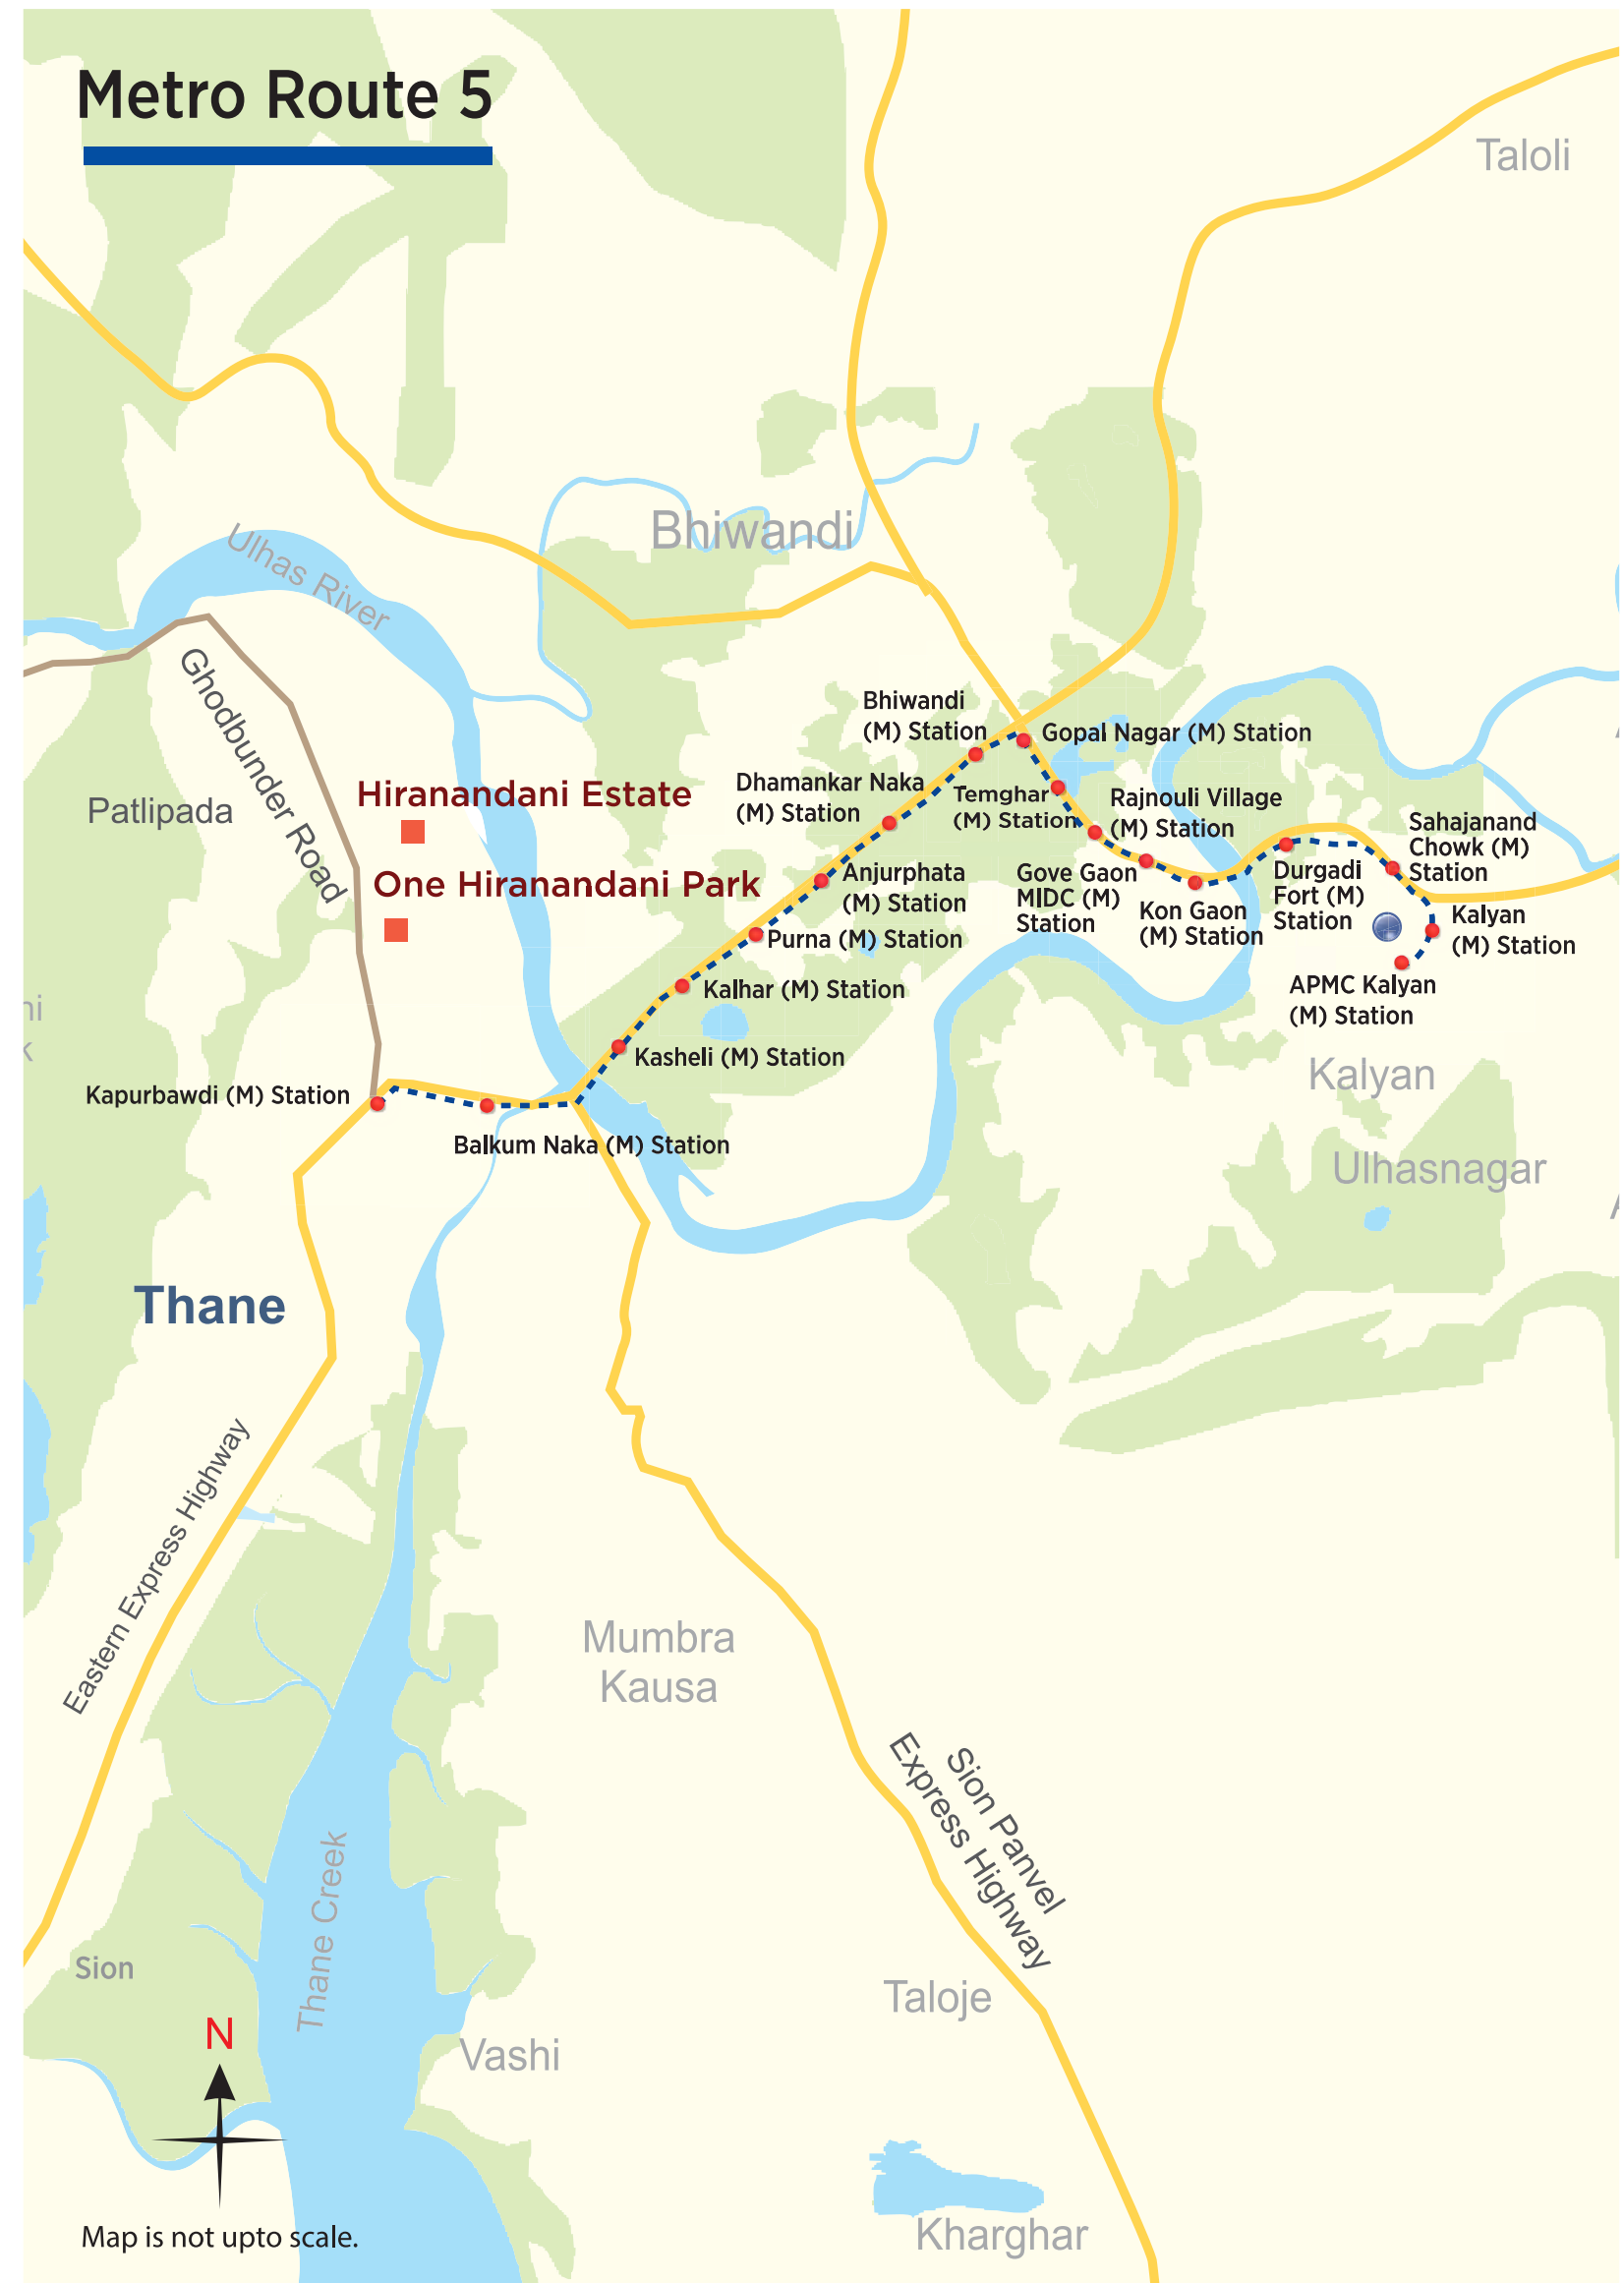 Metro Route 5
Taloli
Bhiwandi
Ulhas River
Ghodbunder Road
Patlipada
Hiranandani Estate
One Hiranandani Park
Bhiwandi
(M) Station
Gopal Nagar (M) Station
Dhamankar Naka
(M) Station
Temghar
(M) Station
Rajnouli Village
(M) Station
Sahajanand
Chowk (M)
Station
Anjurphata
(M) Station
Gove Gaon
MIDC (M)
Station
Durgadi
Fort (M)
Station
Kon Gaon
(M) Station
Kalyan
(M) Station
Purna (M) Station
Kalhar (M) Station
APMC Kalyan
(M) Station
Kasheli (M) Station
Kalyan
Kapurbawdi (M) Station
Balkum Naka (M) Station
Ulhasnagar
Thane
Eastern Express Highway
Mumbra
Kausa
Sion Panvel
Express Highway
Thane Creek
Sion
Taloje
N
Vashi
Kharghar
Map is not upto scale.